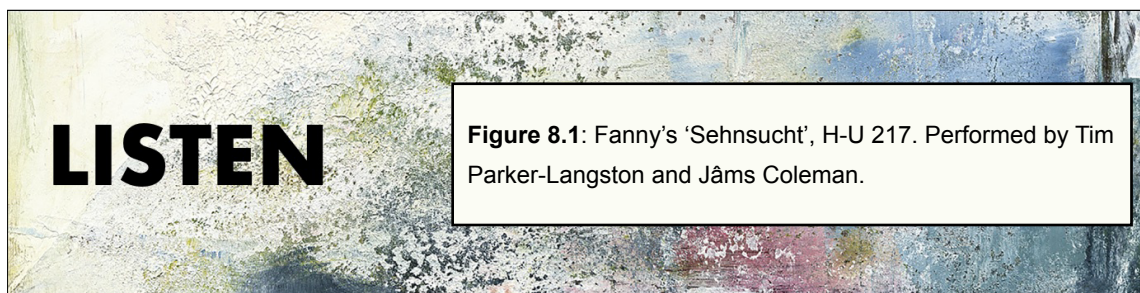 LISTEN
Figure 8.1: Fanny’s ‘Sehnsucht’, H-U 217. Performed by Tim
Parker-Langston and Jâms Coleman.